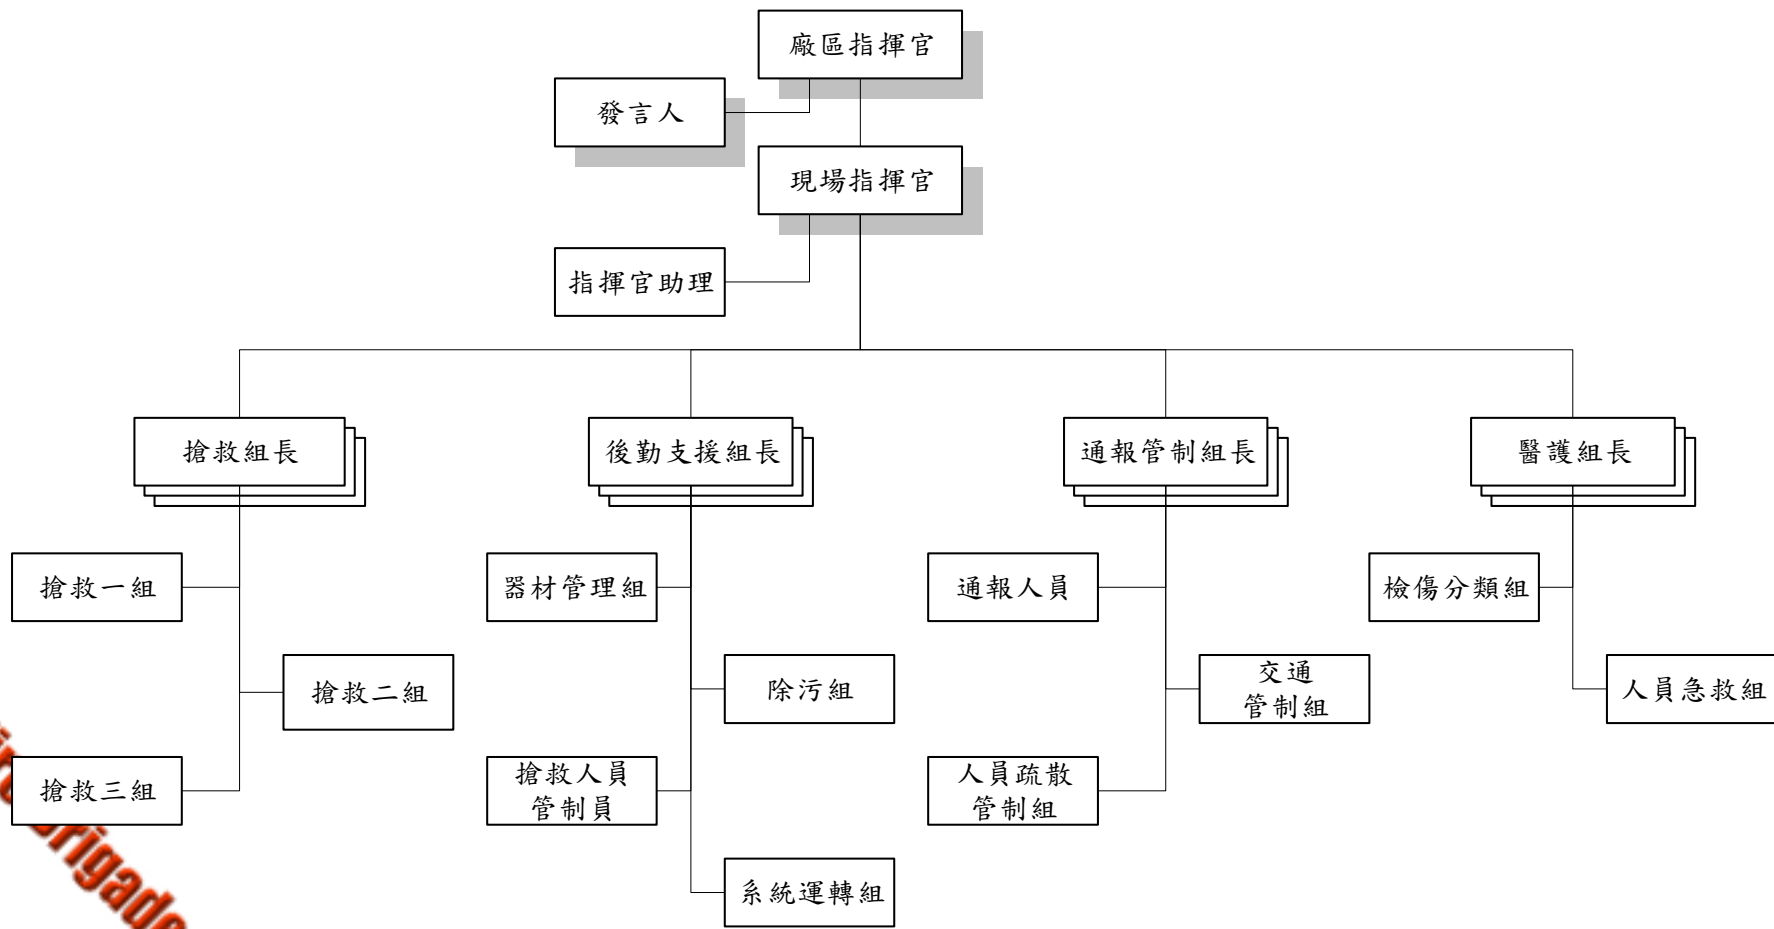 廠區指揮官
發言人
現場指揮官
指揮官助理
搶救組長
後勤支援組長
通報管制組長
醫護組長
搶救一組
器材管理組
通報人員
檢傷分類組
搶救二組
除污組
交通
管制組
人員急救組
搶救三組
搶救人員
管制員
人員疏散
管制組
系統運轉組
Brigade